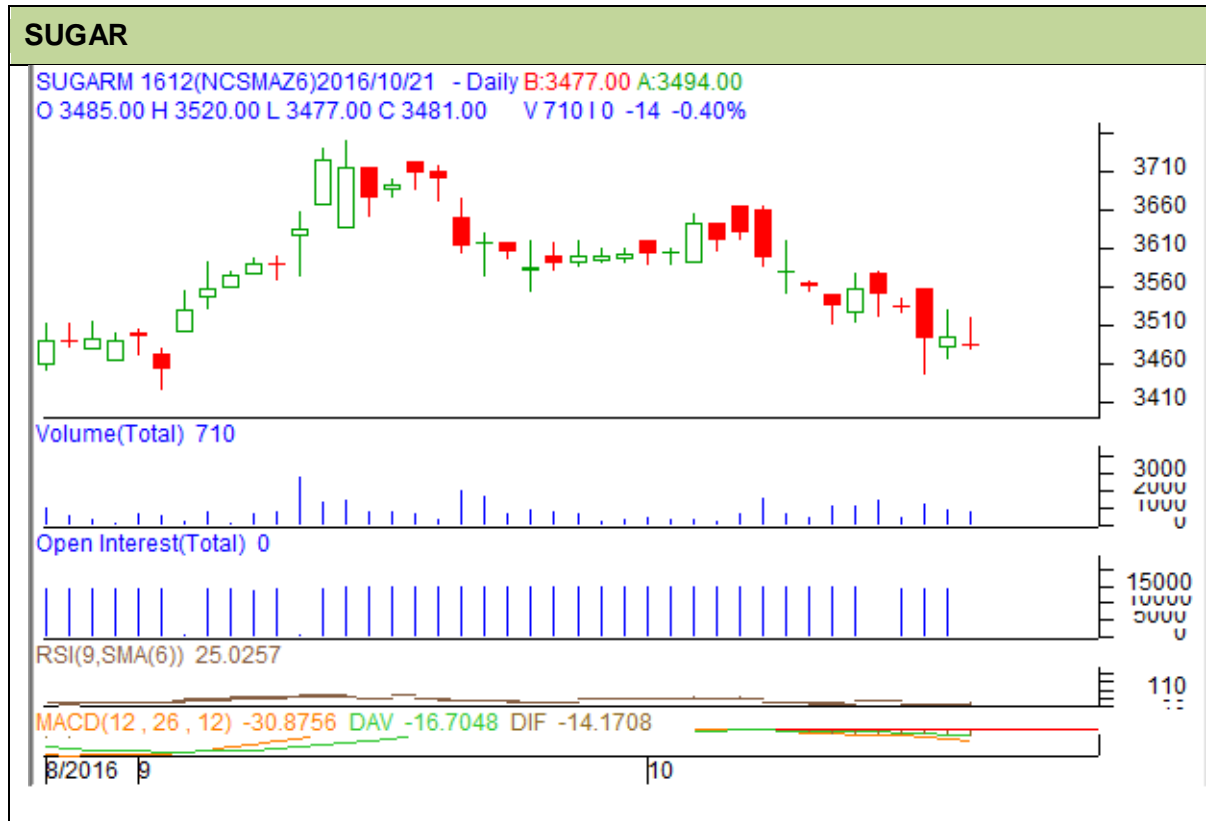 SUGAR
SUGARM 1612(NCSMAZ6)2016/10/21 - Daily B:3477.00 A:3494.00
O 3485.00 H 3520.00 L 3477.00 C 3481.00 V 710 I 0 -14 -0.40%
3710
3660
3610
3560
3510
3460
3410
Volume(Total) 710
3000
2000
1000
0
Open Interest(Total) 0
15000
10000
5000
0
RSI(9,SMA(6)) 25.0257
110
MACD(12 , 26 , 12) -30.8756 DAV -16.7048 DIF -14.1708
8/2016 9 10